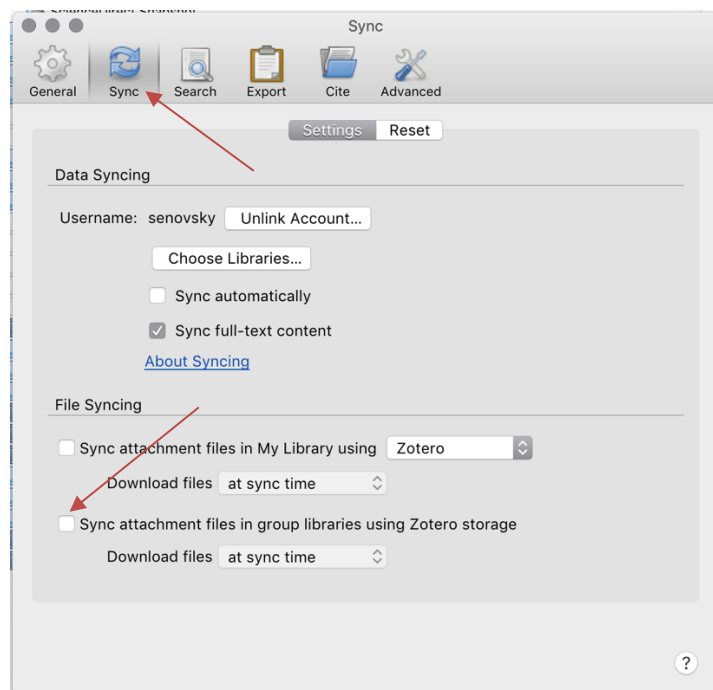 Sync
General Sync Search Export Cite Advanced
Settings Reset
Data Syncing
Username: senovsky Unlink Account...
Choose Libraries...
Sync automatically
Sync full-text content
About Syncing
File Syncing
Sync attachment files in My Library using Zotero
Download files at sync time
Sync attachment files in group libraries using Zotero storage
Download files at sync time
?